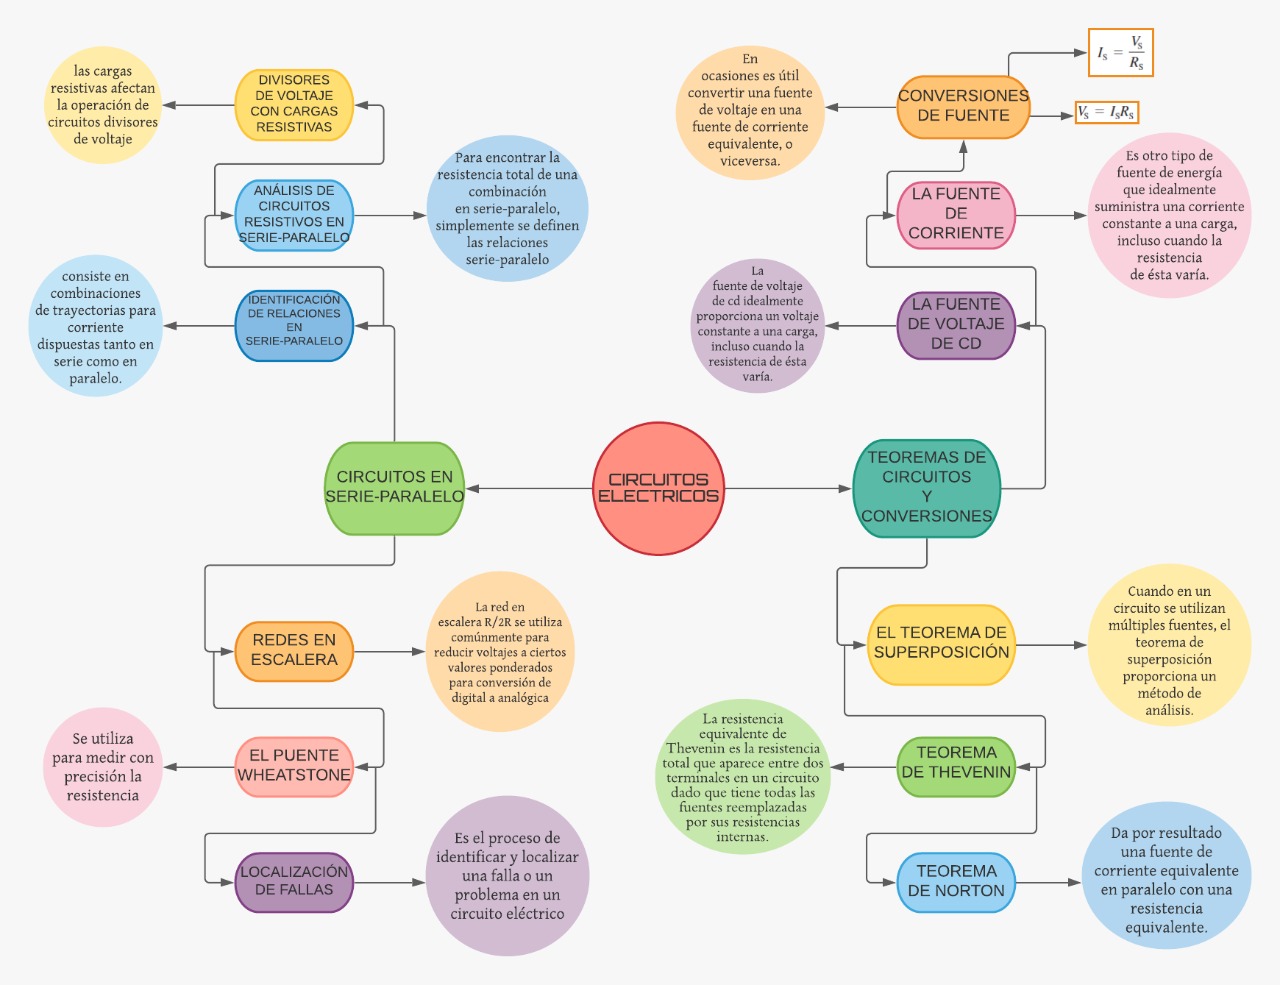 las cargas
resistivas afectan
la operación de
circuitos divisores
de voltaje
DIVISORES
DE VOLTAJE
CON CARGAS
RESISTIVAS
ANÁLISIS DE
CIRCUITOS
RESISTIVOS EN
SERIE-PARALELO
Para encontrar la
resistencia total de una
combinación
en serie-paralelo,
simplemente se definen
las relaciones
serie-paralelo
consiste en
combinaciones
de trayectorias para
corriente
dispuestas tanto en
serie como en
paralelo.
IDENTIFICACIÓN
DE RELACIONES
EN
SERIE-PARALELO
CIRCUITOS EN
SERIE-PARALELO
CIRCUITOS
ELECTRICOS
REDES EN
ESCALERA
La red en
escalera R/2R se utiliza
comúnmente para
reducir voltajes a ciertos
valores ponderados
para conversión de
digital a analógica
Se utiliza
para medir con
precisión la
resistencia
EL PUENTE
WHEATSTONE
LOCALIZACIÓN
DE FALLAS
Es el proceso de
identificar y localizar
una falla o un
problema en un
circuito eléctrico
En
ocasiones es útil
convertir una fuente
de voltaje en una
fuente de corriente
equivalente, o
viceversa.
CONVERSIONES
DE FUENTE
I_S = V_S / R_S
V_S = I_S R_S
LA FUENTE
DE
CORRIENTE
Es otro tipo de
fuente de energía
que idealmente
suministra una corriente
constante a una carga,
incluso cuando la
resistencia
de ésta varía.
La
fuente de voltaje
de cd idealmente
proporciona un voltaje
constante a una carga,
incluso cuando la
resistencia de ésta
varía.
LA FUENTE
DE VOLTAJE
DE CD
TEOREMAS DE
CIRCUITOS
Y
CONVERSIONES
EL TEOREMA DE
SUPERPOSICIÓN
Cuando en un
circuito se utilizan
múltiples fuentes, el
teorema de
superposición
proporciona un
método de
análisis.
La resistencia
equivalente de
Thevenin es la resistencia
total que aparece entre dos
terminales en un circuito
dado que tiene todas las
fuentes reemplazadas
por sus resistencias
internas.
TEOREMA
DE THEVENIN
TEOREMA
DE NORTON
Da por resultado
una fuente de
corriente equivalente
en paralelo con una
resistencia
equivalente.